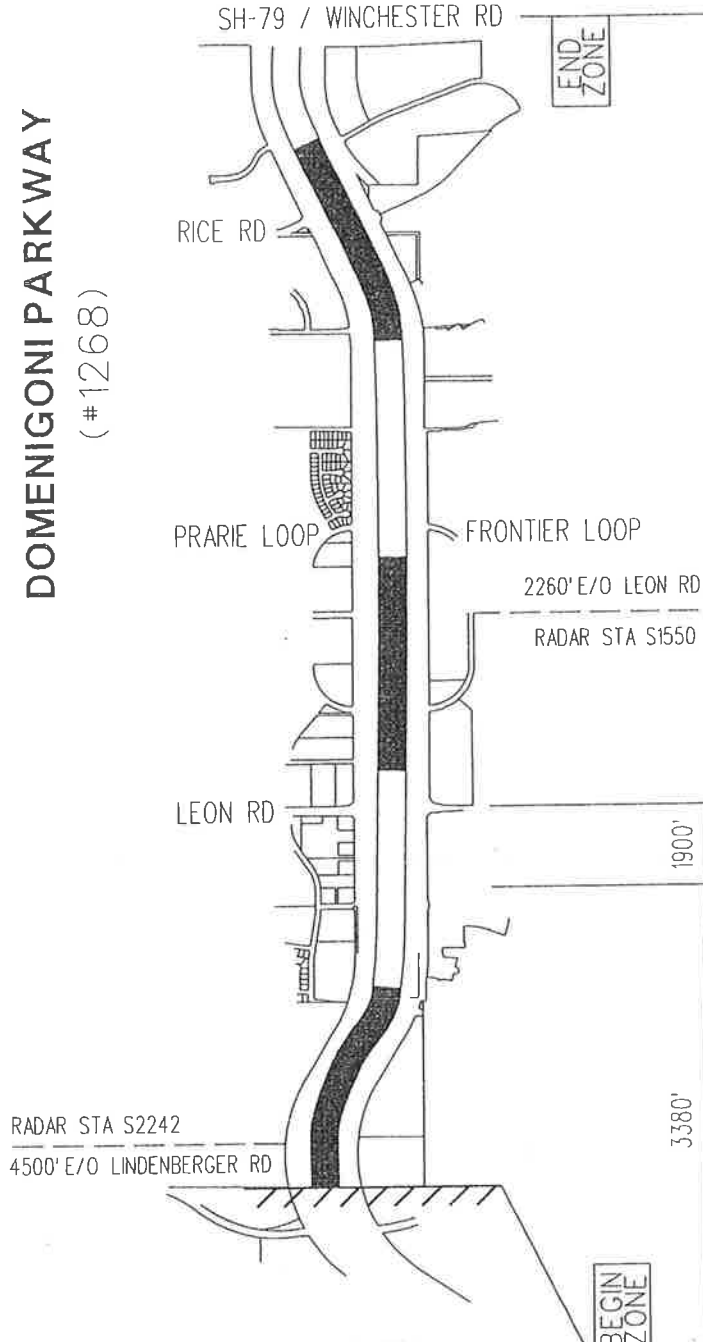 SH-79 / WINCHESTER RD
END
ZONE
DOMENIGONI PARKWAY
(#1268)
RICE RD
PRARIE LOOP
FRONTIER LOOP
2260' E/O LEON RD
RADAR STA S1550
LEON RD
1900'
RADAR STA S2242
4500' E/O LINDENBERGER RD
3380'
BEGIN
ZONE